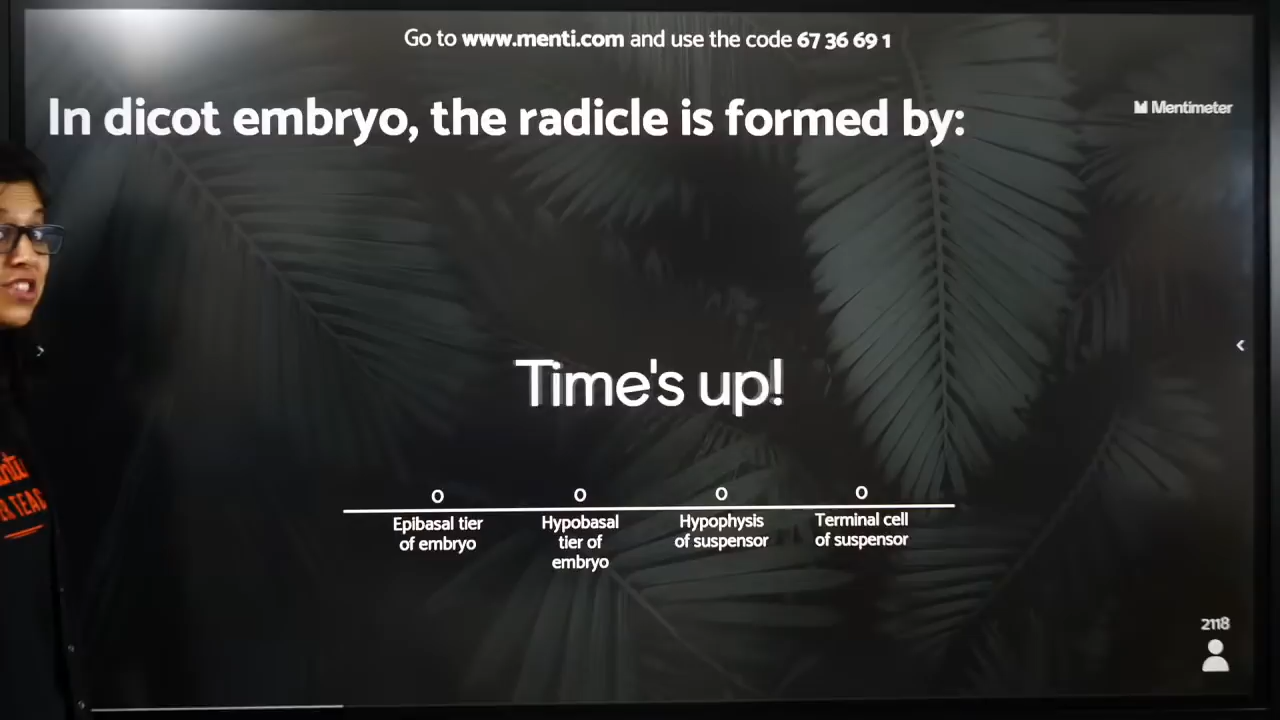 Go to www.menti.com and use the code 67 36 69 1
In dicot embryo, the radicle is formed by:
Mentimeter
Time's up!
0 0 0 0
Epibasal tier of embryo
Hypobasal tier of embryo
Hypophysis of suspensor
Terminal cell of suspensor
2118